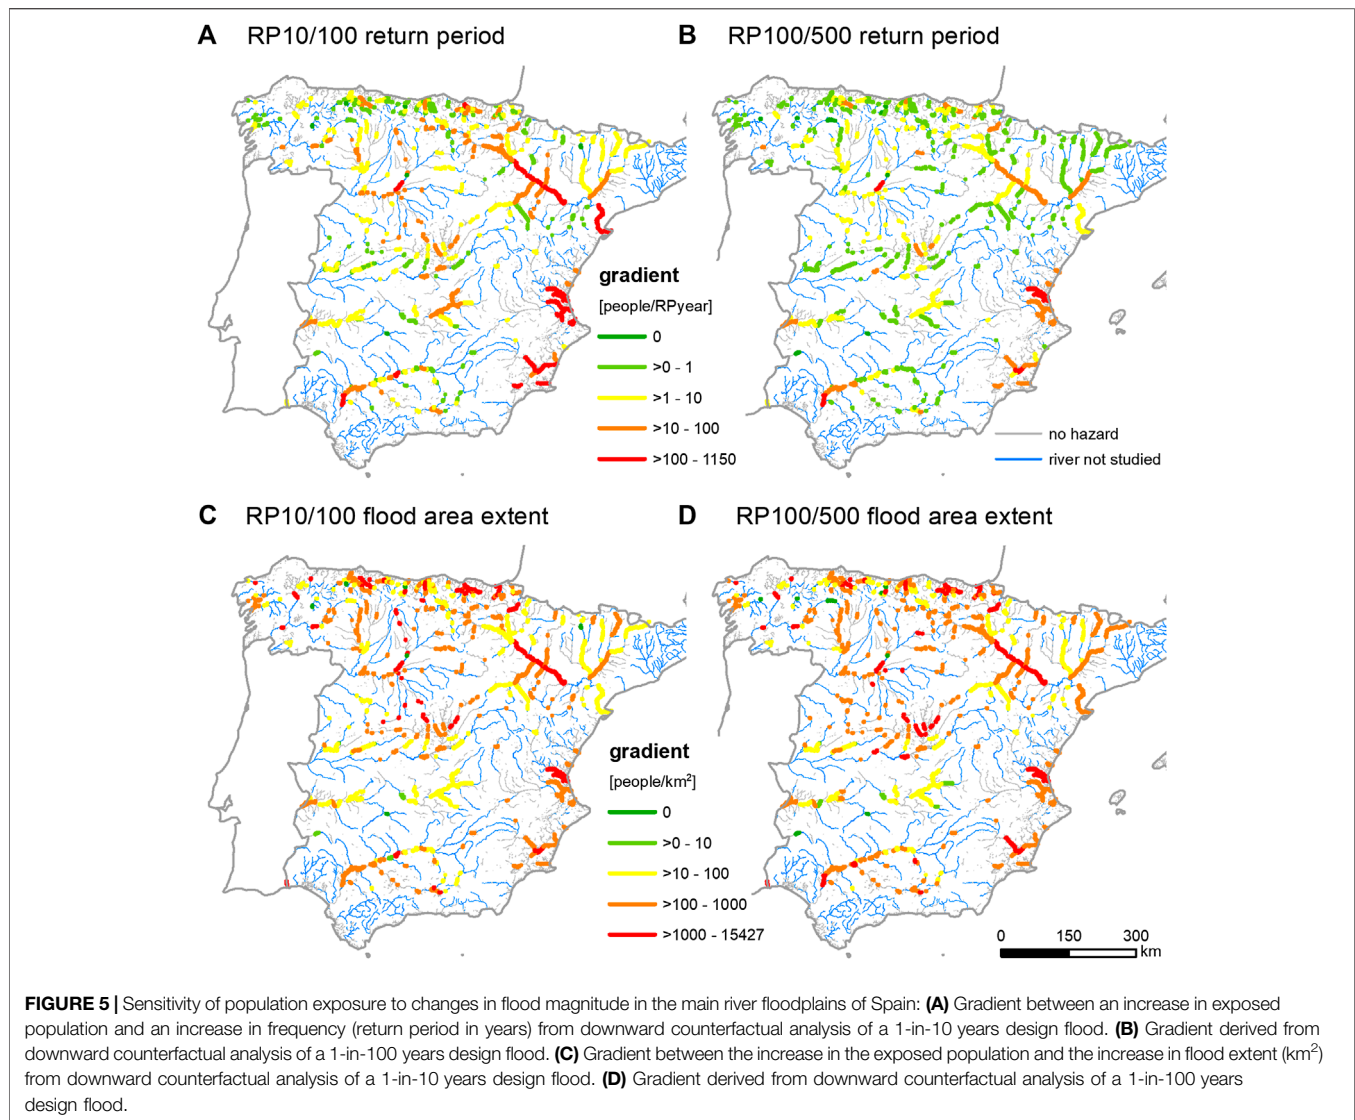 A RP10/100 return period
B RP100/500 return period
gradient
[people/RPyear]
0
>0 - 1
>1 - 10
>10 - 100
>100 - 1150
no hazard
river not studied
C RP10/100 flood area extent
D RP100/500 flood area extent
gradient
[people/km²]
0
>0 - 10
>10 - 100
>100 - 1000
>1000 - 15427
0 150 300
km
FIGURE 5 | Sensitivity of population exposure to changes in flood magnitude in the main river floodplains of Spain: (A) Gradient between an increase in exposed
population and an increase in frequency (return period in years) from downward counterfactual analysis of a 1-in-10 years design flood. (B) Gradient derived from
downward counterfactual analysis of a 1-in-100 years design flood. (C) Gradient between the increase in the exposed population and the increase in flood extent (km²)
from downward counterfactual analysis of a 1-in-10 years design flood. (D) Gradient derived from downward counterfactual analysis of a 1-in-100 years
design flood.